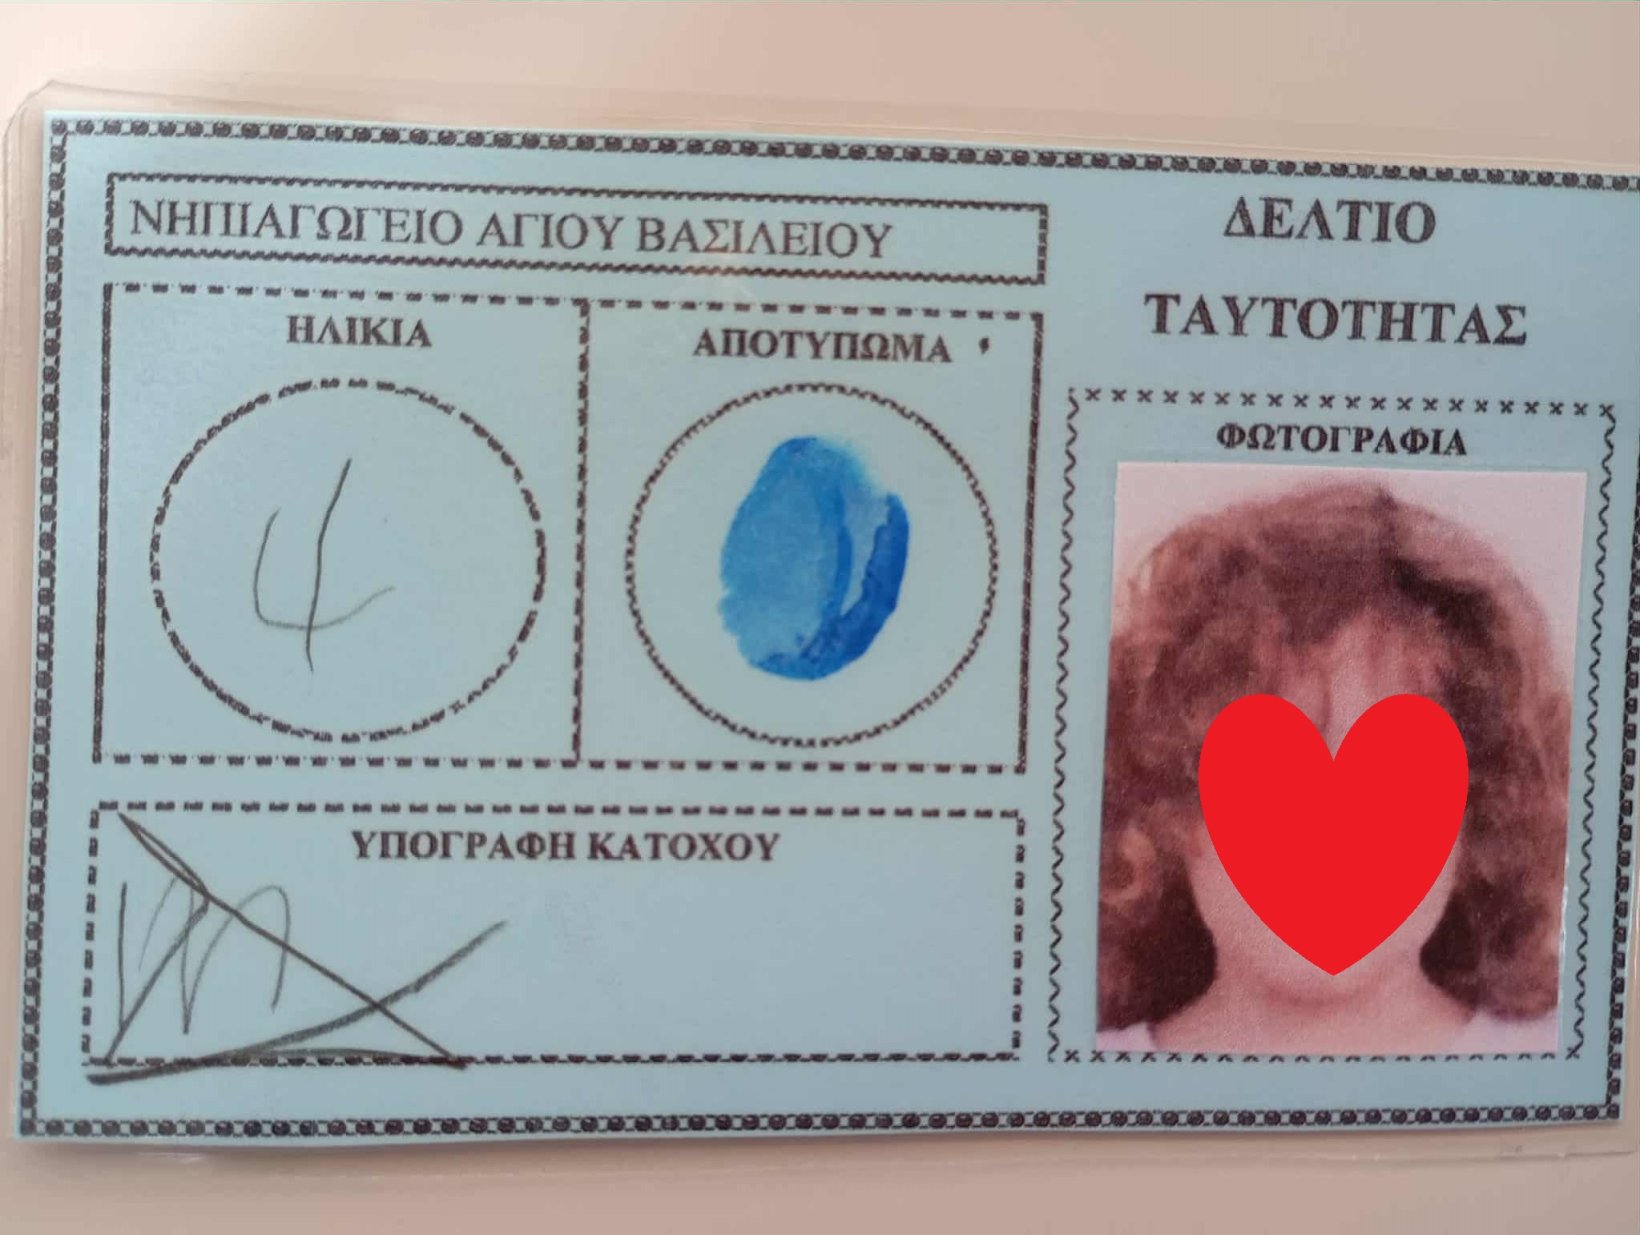 ΝΗΠΙΑΓΩΓΕΙΟ ΑΓΙΟΥ ΒΑΣΙΛΕΙΟΥ
ΔΕΛΤΙΟ
ΤΑΥΤΟΤΗΤΑΣ
ΗΛΙΚΙΑ
4
ΑΠΟΤΥΠΩΜΑ
ΦΩΤΟΓΡΑΦΙΑ
ΥΠΟΓΡΑΦΗ ΚΑΤΟΧΟΥ